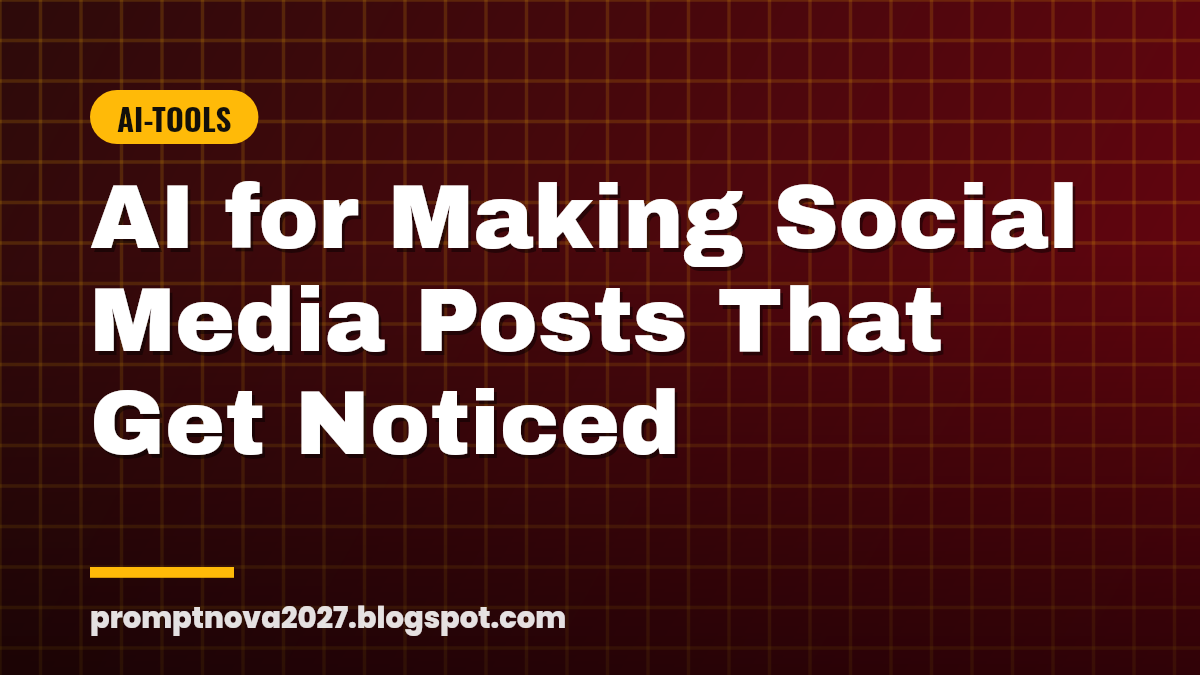 AI-TOOLS
AI for Making Social
Media Posts That
Get Noticed
promptnova2027.blogspot.com